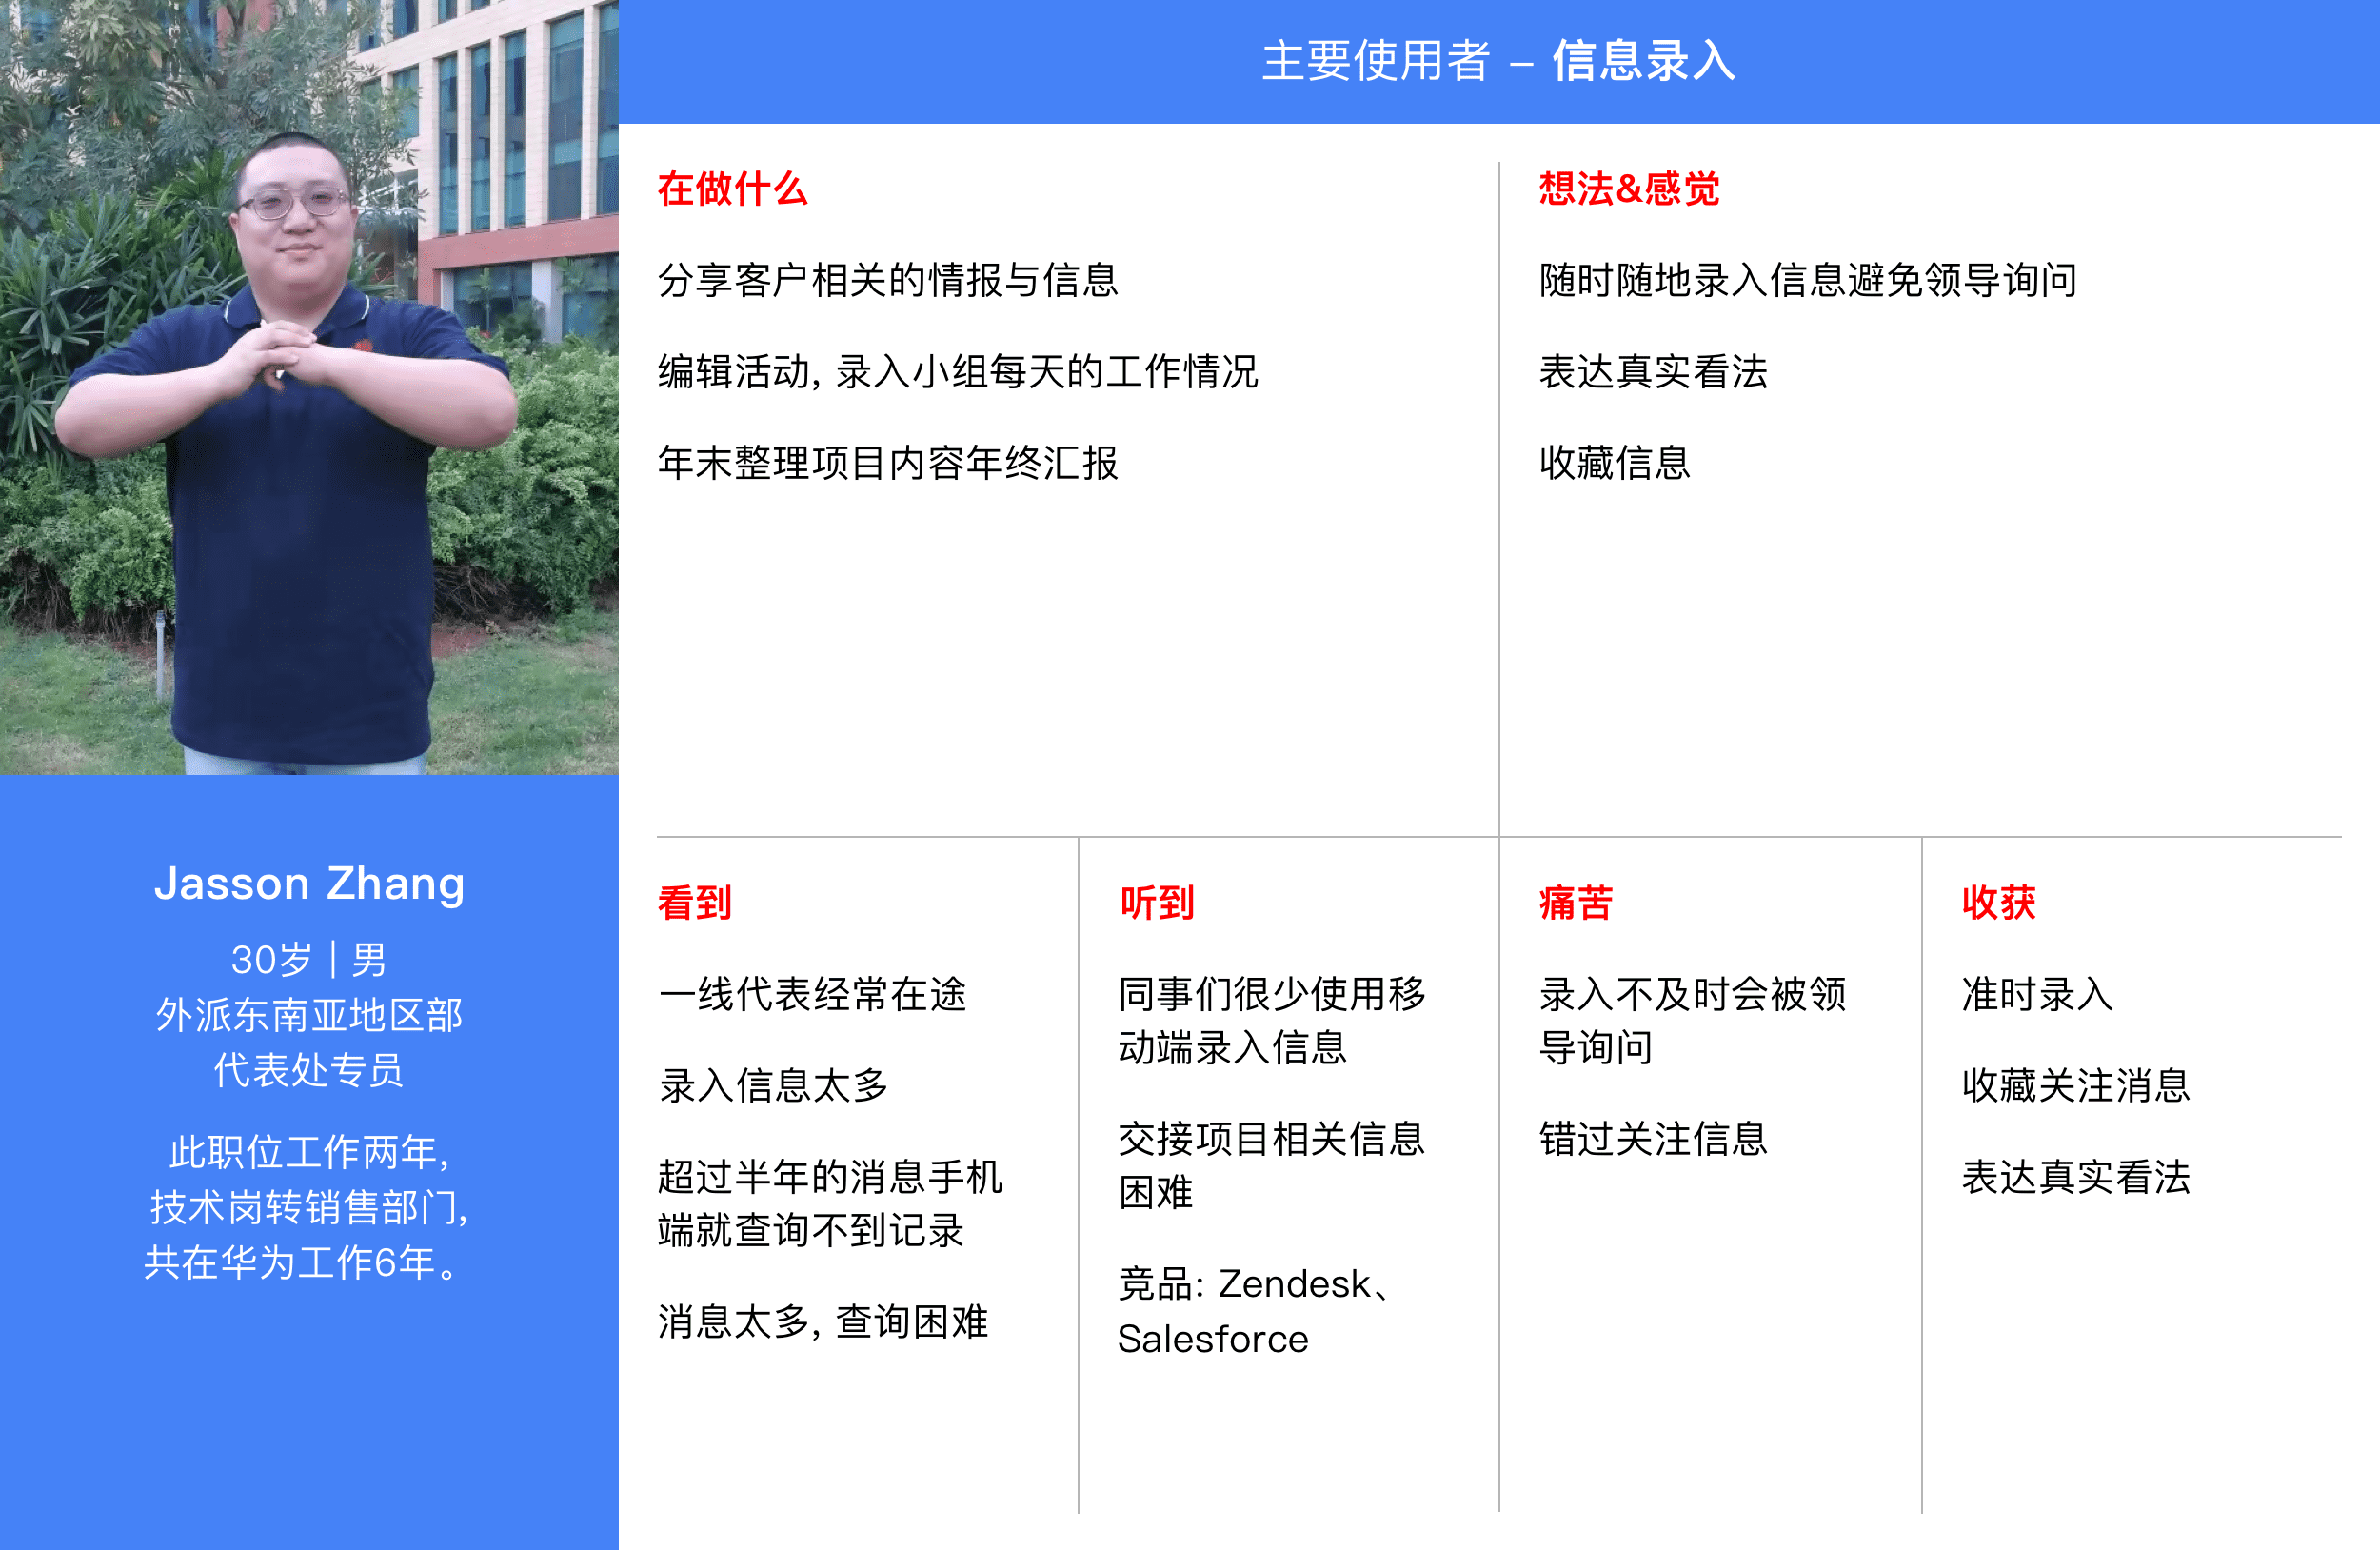 主要使用者 – 信息录入
Jasson Zhang
30岁 | 男
外派东南亚地区部
代表处专员
此职位工作两年,
技术岗转销售部门,
共在华为工作6年。
在做什么
分享客户相关的情报与信息
编辑活动, 录入小组每天的工作情况
年末整理项目内容年终汇报
想法&感觉
随时随地录入信息避免领导询问
表达真实看法
收藏信息
看到
一线代表经常在途
录入信息太多
超过半年的消息手机
端就查询不到记录
消息太多, 查询困难
听到
同事们很少使用移
动端录入信息
交接项目相关信息
困难
竞品: Zendesk、
Salesforce
痛苦
录入不及时会被领
导询问
错过关注信息
收获
准时录入
收藏关注消息
表达真实看法